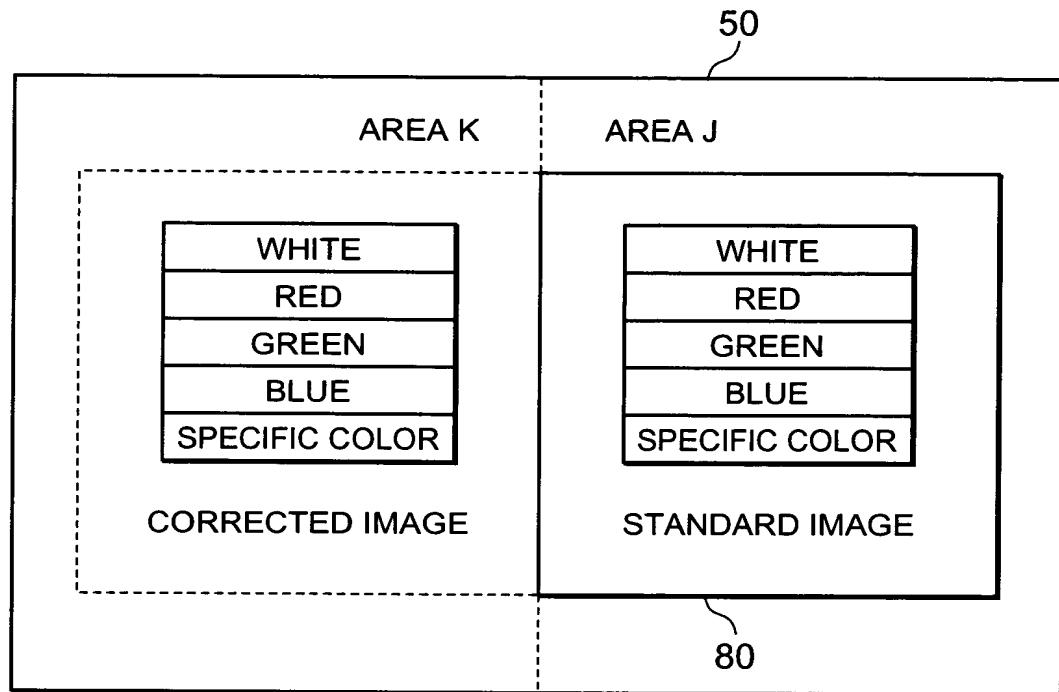 50
AREA K
AREA J
WHITE
RED
GREEN
BLUE
SPECIFIC COLOR
CORRECTED IMAGE
WHITE
RED
GREEN
BLUE
SPECIFIC COLOR
STANDARD IMAGE
80